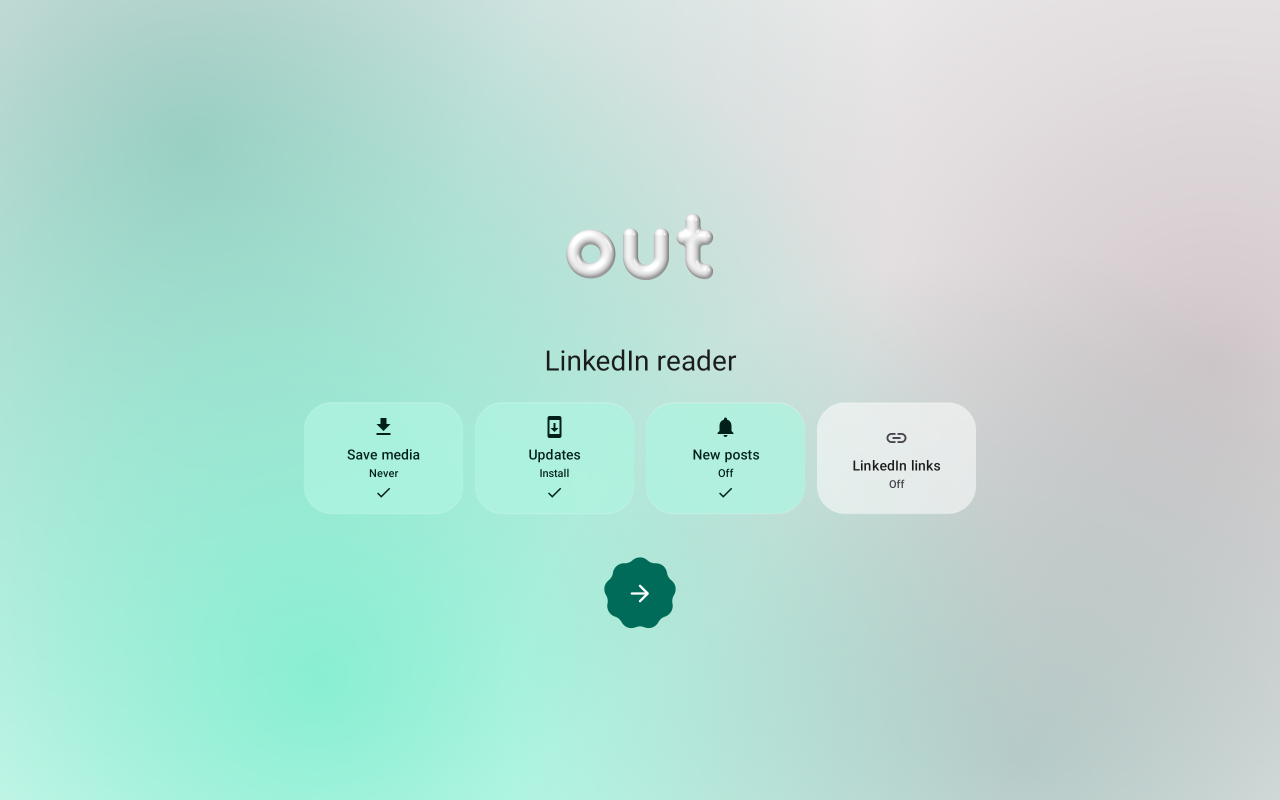 out
LinkedIn reader
Save media
Never
Updates
Install
New posts
Off
LinkedIn links
Off